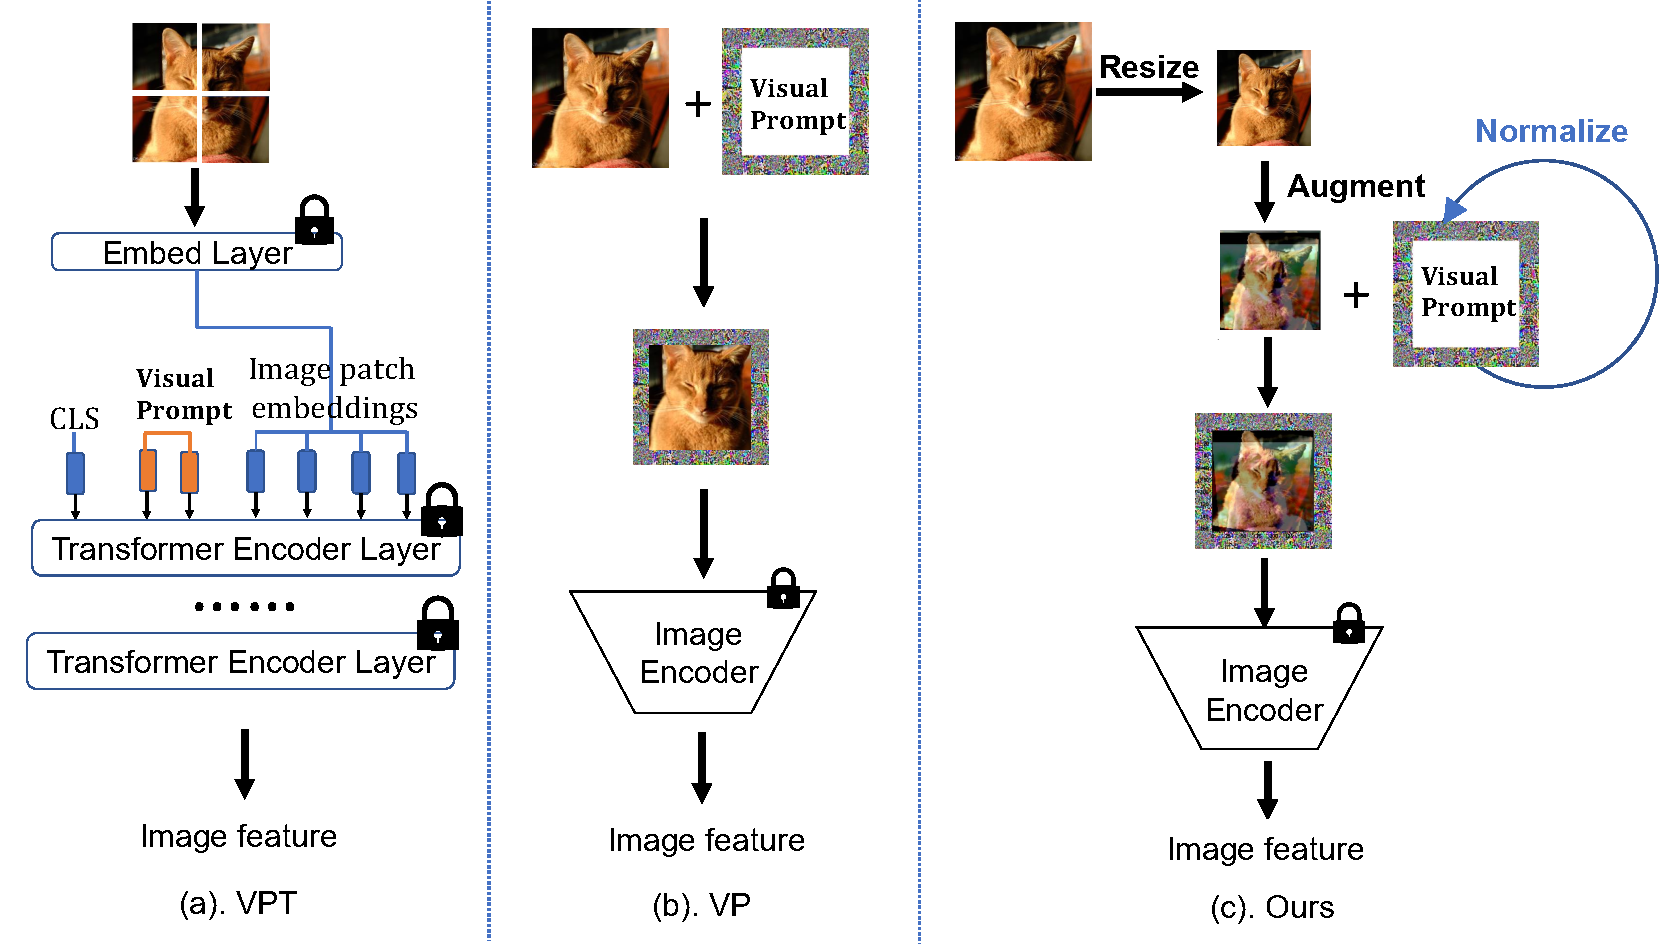 Embed Layer
Visual
Prompt
Image patch
embeddings
CLS
Transformer Encoder Layer
......
Transformer Encoder Layer
Image feature
(a). VPT
+
Visual
Prompt
Image
Encoder
Image feature
(b). VP
Resize
Augment
Normalize
+
Visual
Prompt
Image
Encoder
Image feature
(c). Ours